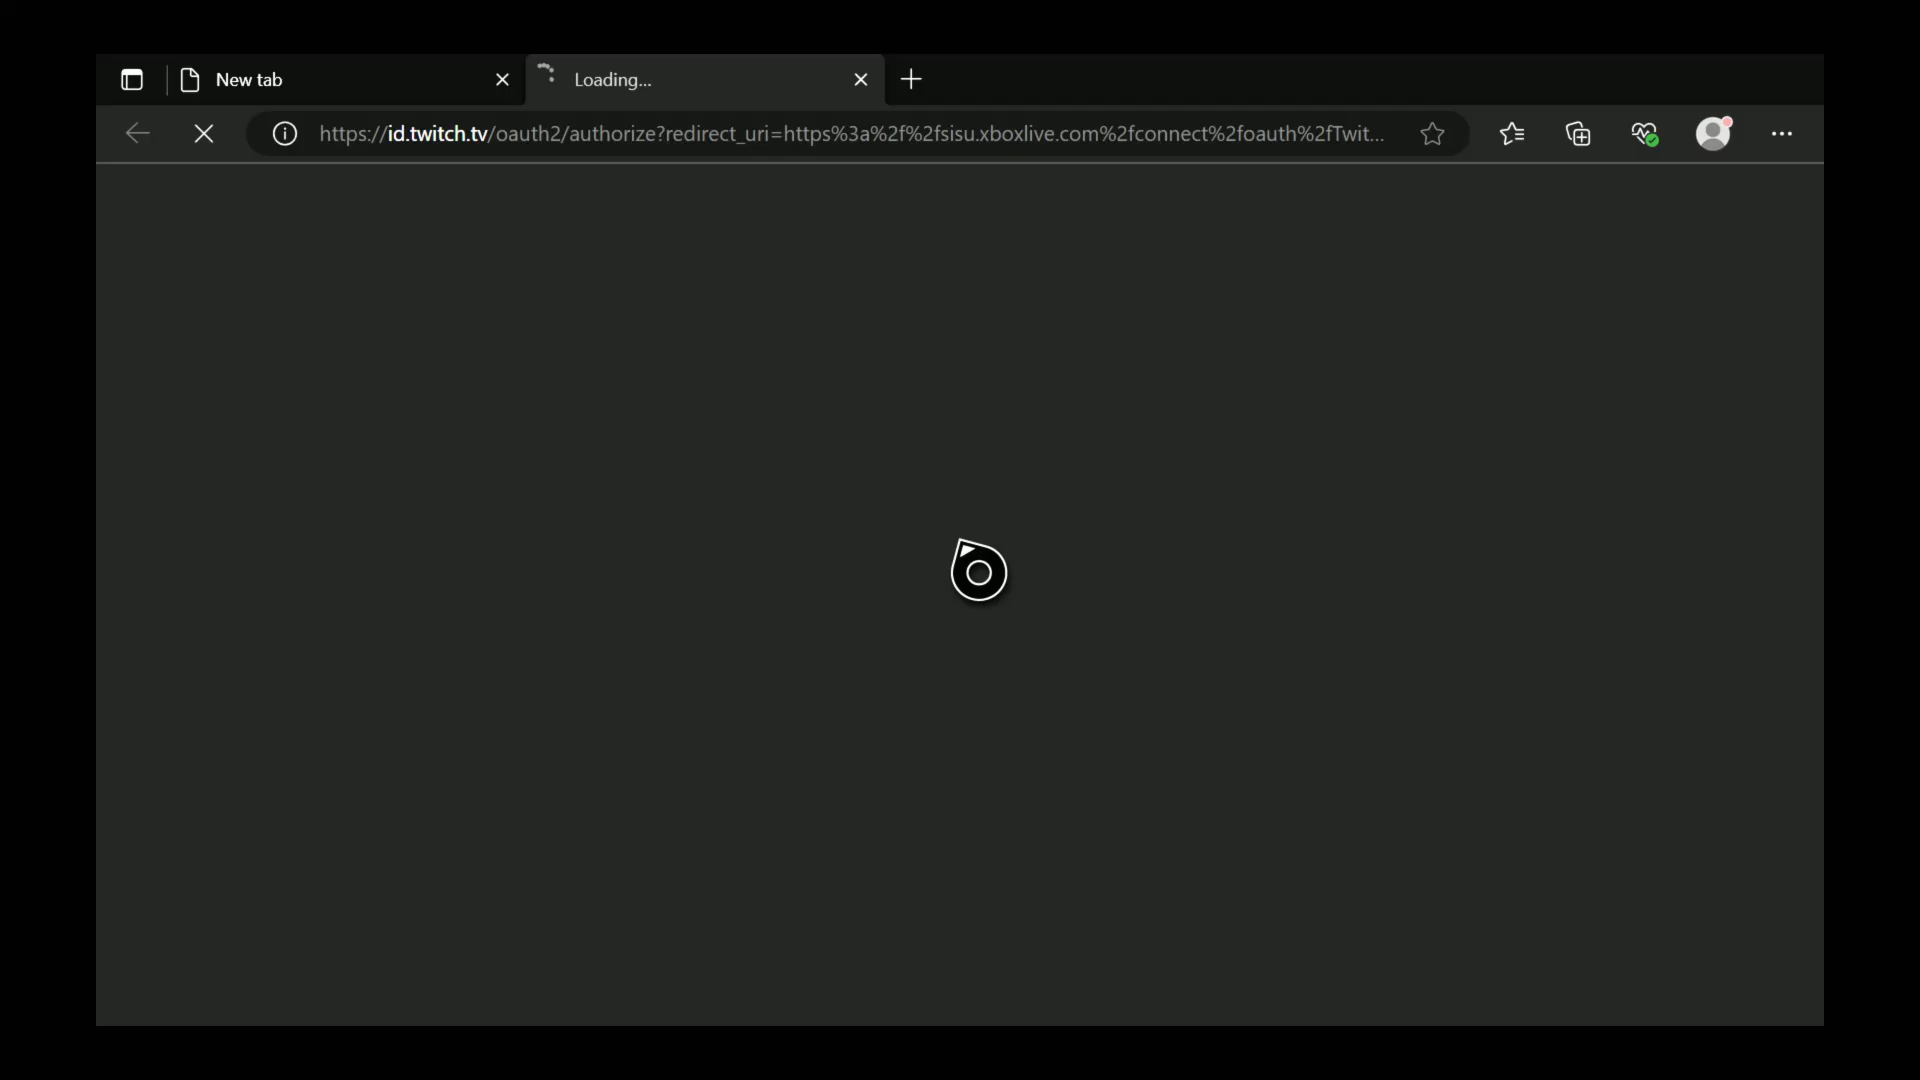 New tab
Loading...
https://id.twitch.tv/oauth2/authorize?redirect_uri=https%3a%2f%2fsisu.xboxlive.com%2fconnect%2foauth%2fTwit...